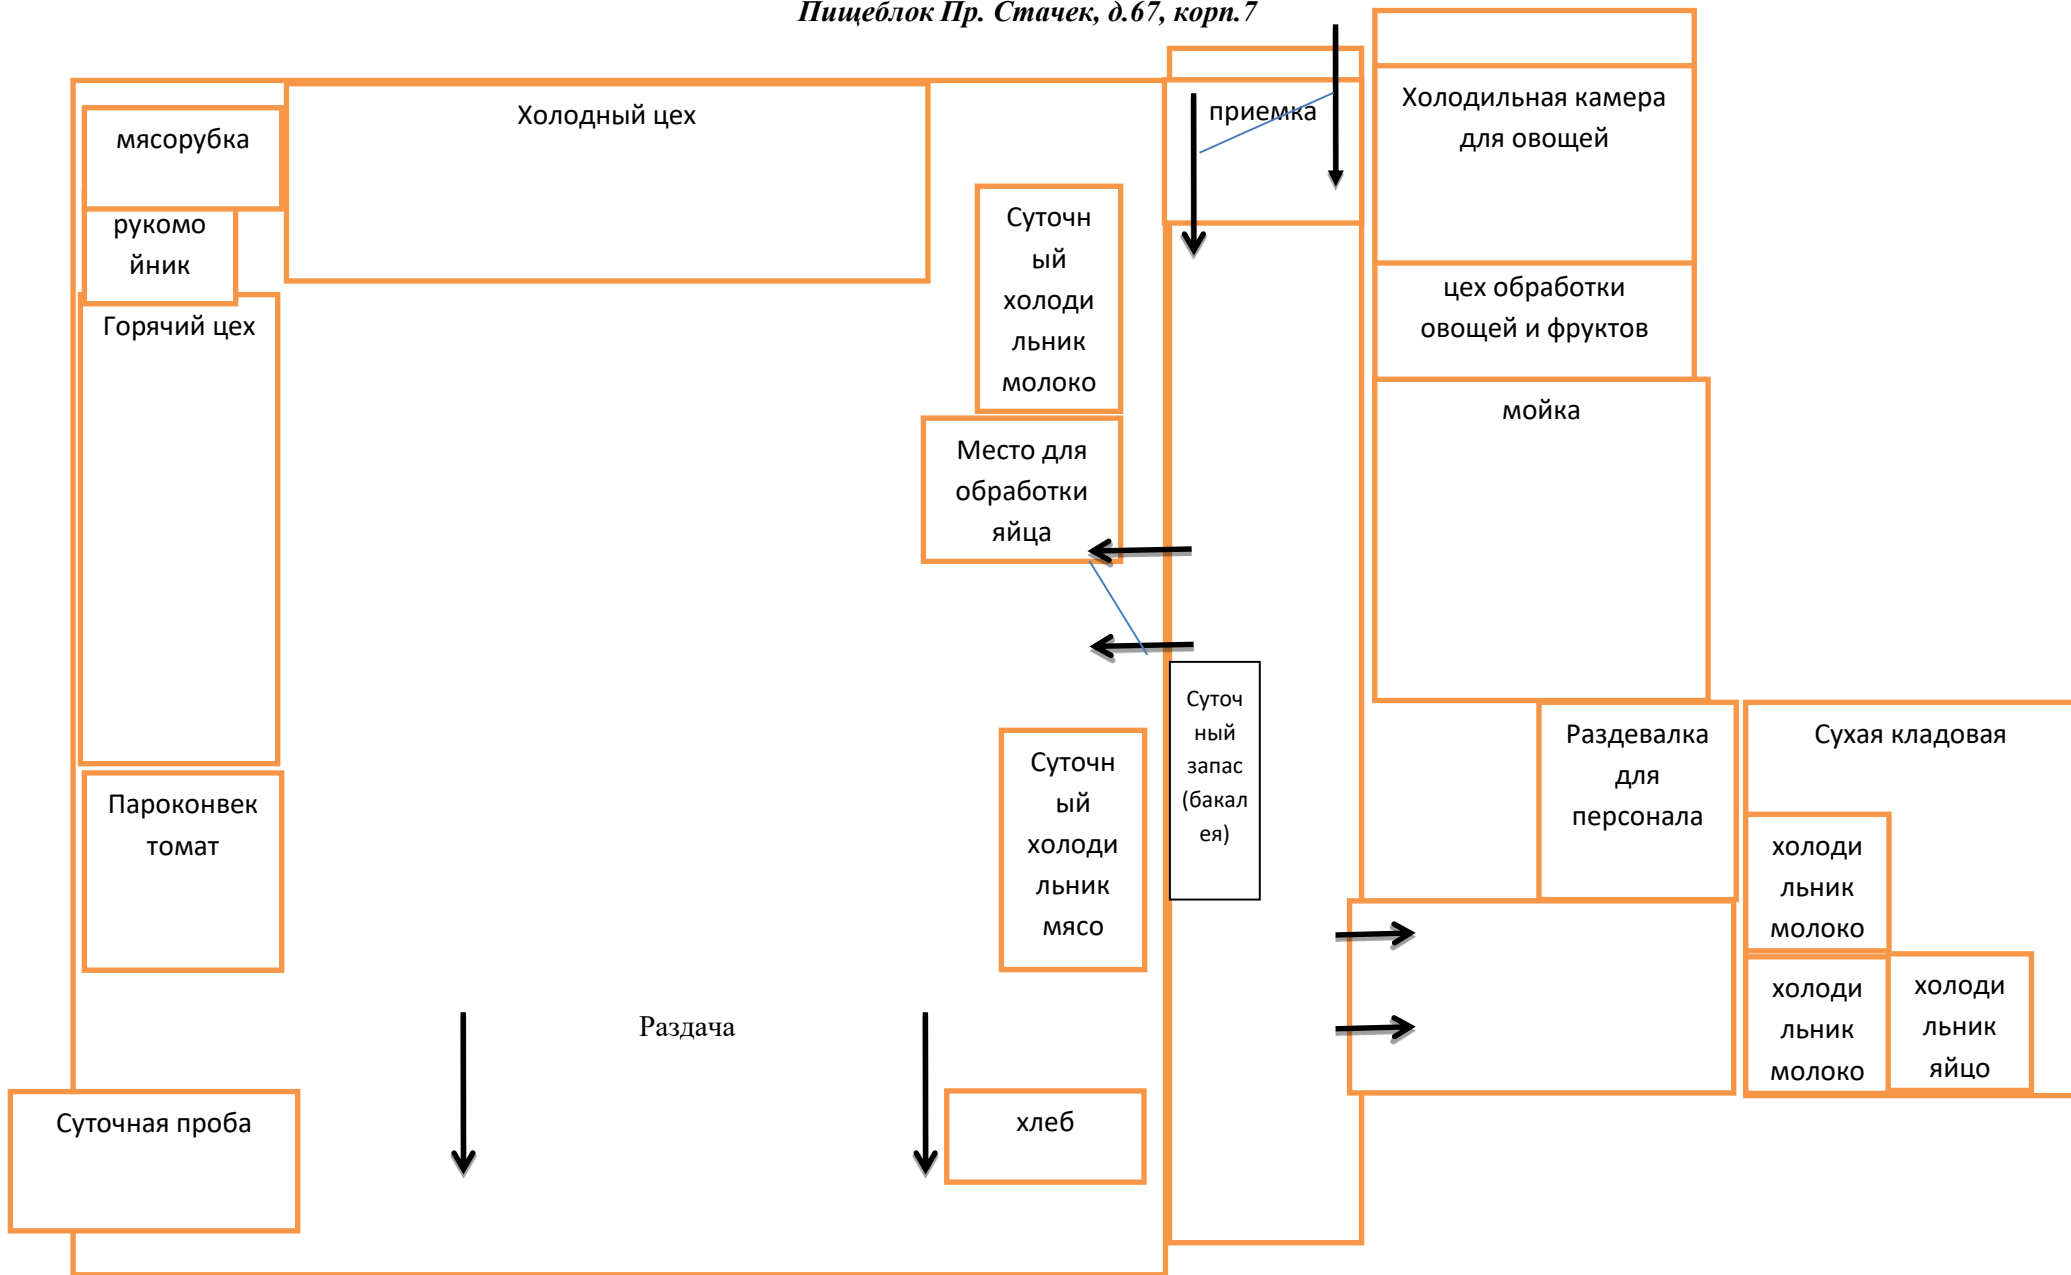 Пищеблок Пр. Стачек, д.67, корп.7
мясорубка
рукомо
йник
Холодный цех
приемка
Холодильная камера
для овощей
Суточн
ый
холоди
льник
молоко
цех обработки
овощей и фруктов
Горячий цех
мойка
Место для
обработки
яйца
Суточ
ный
запас
(бакал
ея)
Раздевалка
для
персонала
Сухая кладовая
Суточн
ый
холоди
льник
мясо
Пароконвек
томат
холоди
льник
молоко
холоди
льник
молоко
холоди
льник
яйцо
Раздача
Суточная проба
хлеб